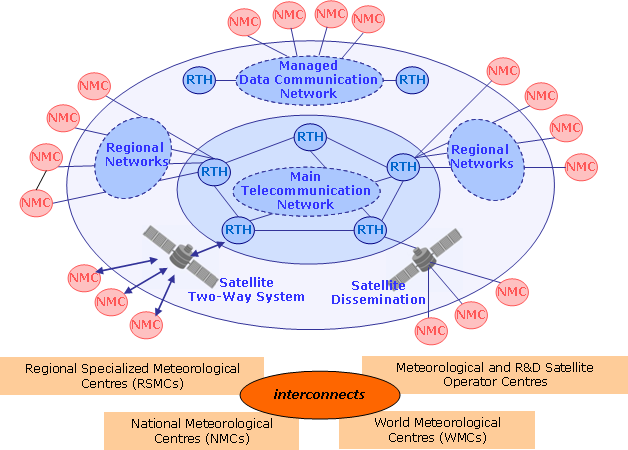 NMC
NMC
NMC
NMC
Managed
Data Communication
Network
RTH
RTH
NMC
NMC
NMC
NMC
NMC
NMC
NMC
NMC
NMC
Regional
Networks
RTH
Regional
Networks
RTH
RTH
Main
Telecommunication
Network
RTH
RTH
Satellite
Two-Way System
Satellite
Dissemination
NMC
NMC
NMC
NMC
NMC
NMC
Regional Specialized Meteorological
Centres (RSMCs)
Meteorological and R&D Satellite
Operator Centres
interconnects
National Meteorological
Centres (NMCs)
World Meteorological
Centres (WMCs)